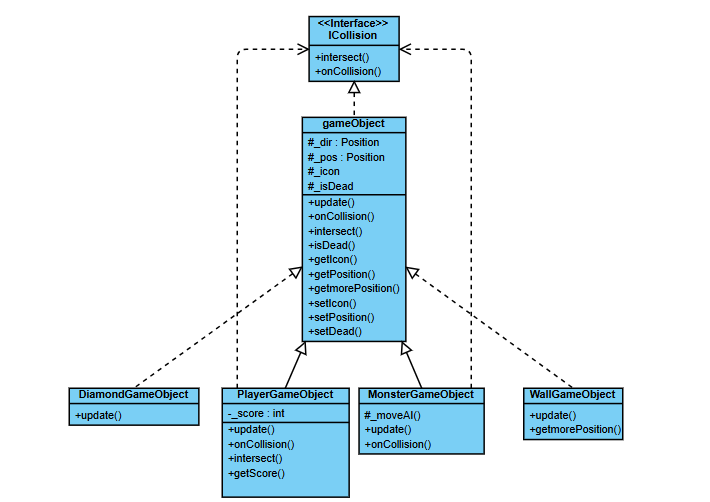 <<Interface>>
ICollision
+intersect()
+onCollision()
gameObject
#_dir : Position
#_pos : Position
#_icon
#_isDead
+update()
+onCollision()
+intersect()
+isDead()
+getIcon()
+getPosition()
+getmorePosition()
+setIcon()
+setPosition()
+setDead()
DiamondGameObject
+update()
PlayerGameObject
-_score : int
+update()
+onCollision()
+intersect()
+getScore()
MonsterGameObject
#_moveAI()
+update()
+onCollision()
WallGameObject
+update()
+getmorePosition()